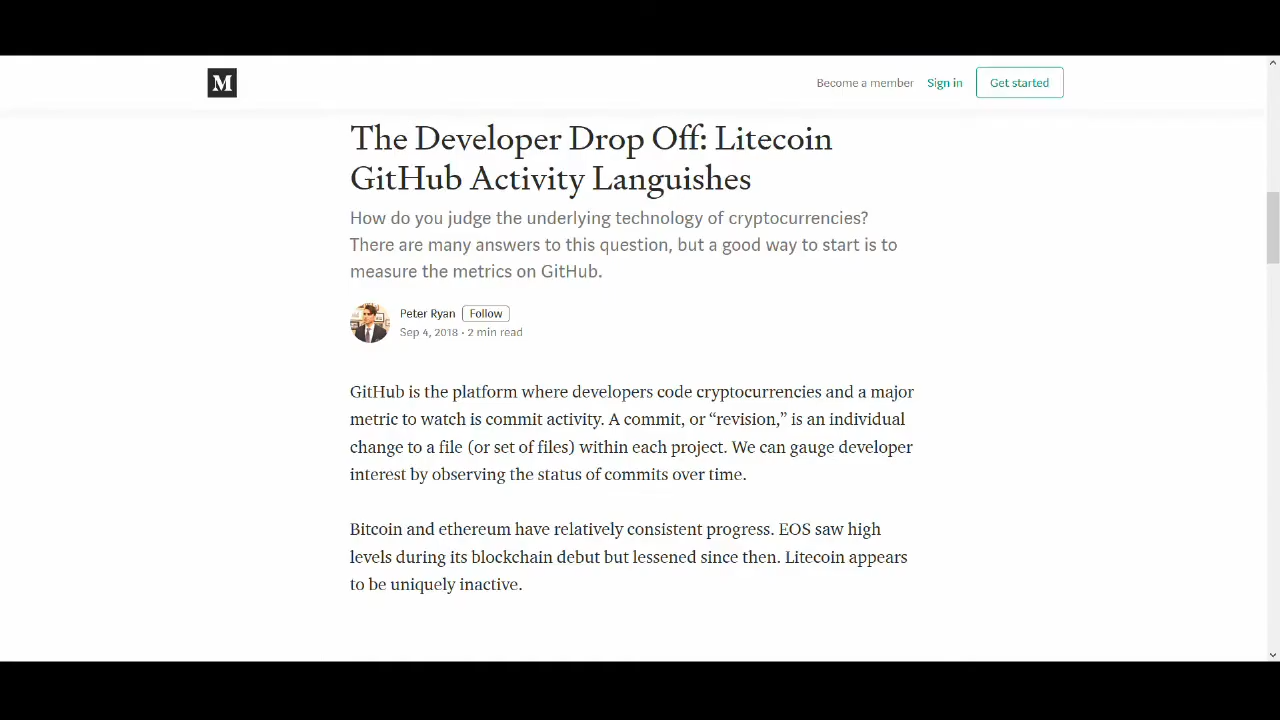 M
Become a member Sign in Get started
The Developer Drop Off: Litecoin
GitHub Activity Languishes
How do you judge the underlying technology of cryptocurrencies?
There are many answers to this question, but a good way to start is to
measure the metrics on GitHub.
Peter Ryan Follow
Sep 4, 2018 · 2 min read
GitHub is the platform where developers code cryptocurrencies and a major
metric to watch is commit activity. A commit, or “revision,” is an individual
change to a file (or set of files) within each project. We can gauge developer
interest by observing the status of commits over time.
Bitcoin and ethereum have relatively consistent progress. EOS saw high
levels during its blockchain debut but lessened since then. Litecoin appears
to be uniquely inactive.